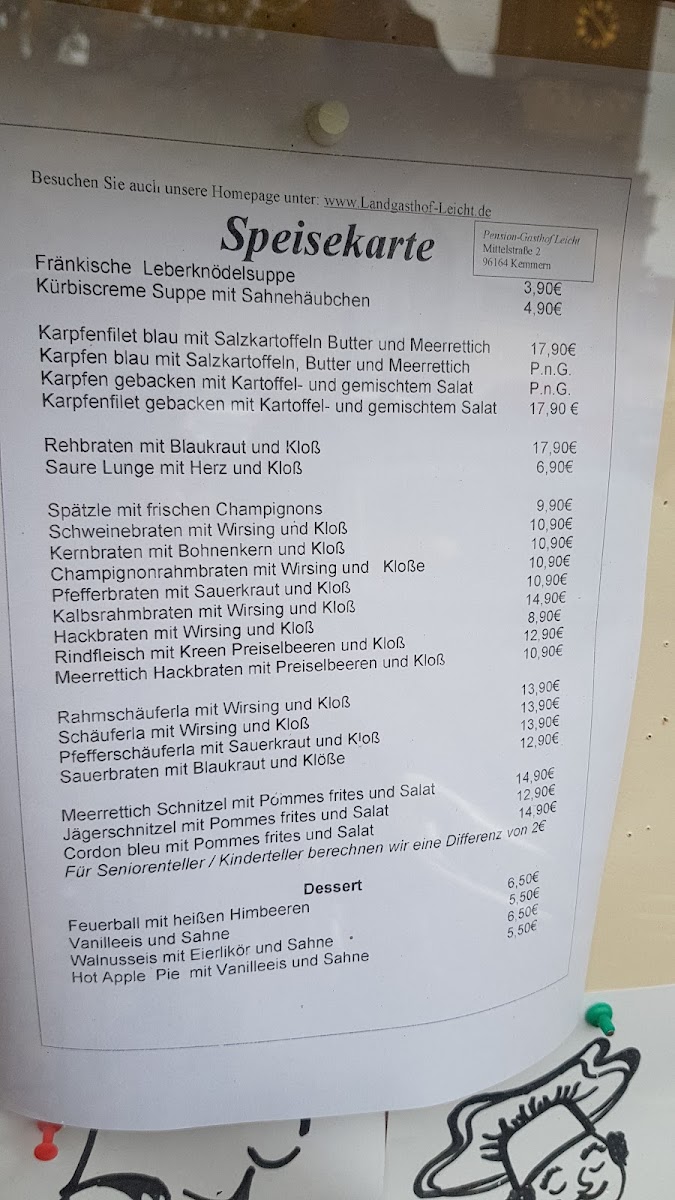 Besuchen Sie auch unsere Homepage unter: www.Landgasthof-Leicht.de
Speisekarte
Pension-Gasthof Leicht
Mittelstraße 2
96164 Kemmern
Fränkische Leberknödelsuppe 3,90€
Kürbiscreme Suppe mit Sahnehäubchen 4,90€
Karpfenfilet blau mit Salzkartoffeln Butter und Meerrettich 17,90€
Karpfen blau mit Salzkartoffeln, Butter und Meerrettich P.n.G.
Karpfen gebacken mit Kartoffel- und gemischtem Salat P.n.G.
Karpfenfilet gebacken mit Kartoffel- und gemischtem Salat 17,90 €
Rehbraten mit Blaukraut und Kloß 17,90€
Saure Lunge mit Herz und Kloß 6,90€
Spätzle mit frischen Champignons 9,90€
Schweinebraten mit Wirsing und Kloß 10,90€
Kernbraten mit Bohnenkern und Kloß 10,90€
Champignonrahmbraten mit Wirsing und Kloße 10,90€
Pfefferbraten mit Sauerkraut und Kloß 10,90€
Kalbsrahmbraten mit Wirsing und Kloß 14,90€
Hackbraten mit Wirsing und Kloß 8,90€
Rindfleisch mit Kreen Preiselbeeren und Kloß 12,90€
Meerrettich Hackbraten mit Preiselbeeren und Kloß 10,90€
Rahmschäuferla mit Wirsing und Kloß 13,90€
Schäuferla mit Wirsing und Kloß 13,90€
Pfefferschäuferla mit Sauerkraut und Kloß 13,90€
Sauerbraten mit Blaukraut und Klöße 12,90€
Meerrettich Schnitzel mit Pommes frites und Salat 14,90€
Jägerschnitzel mit Pommes frites und Salat 12,90€
Cordon bleu mit Pommes frites und Salat 14,90€
Für Seniorenteller / Kinderteller berechnen wir eine Differenz von 2€
Dessert
Feuerball mit heißen Himbeeren 6,50€
Vanilleeis und Sahne 5,50€
Walnusseis mit Eierlikör und Sahne 6,50€
Hot Apple Pie mit Vanilleeis und Sahne 5,50€